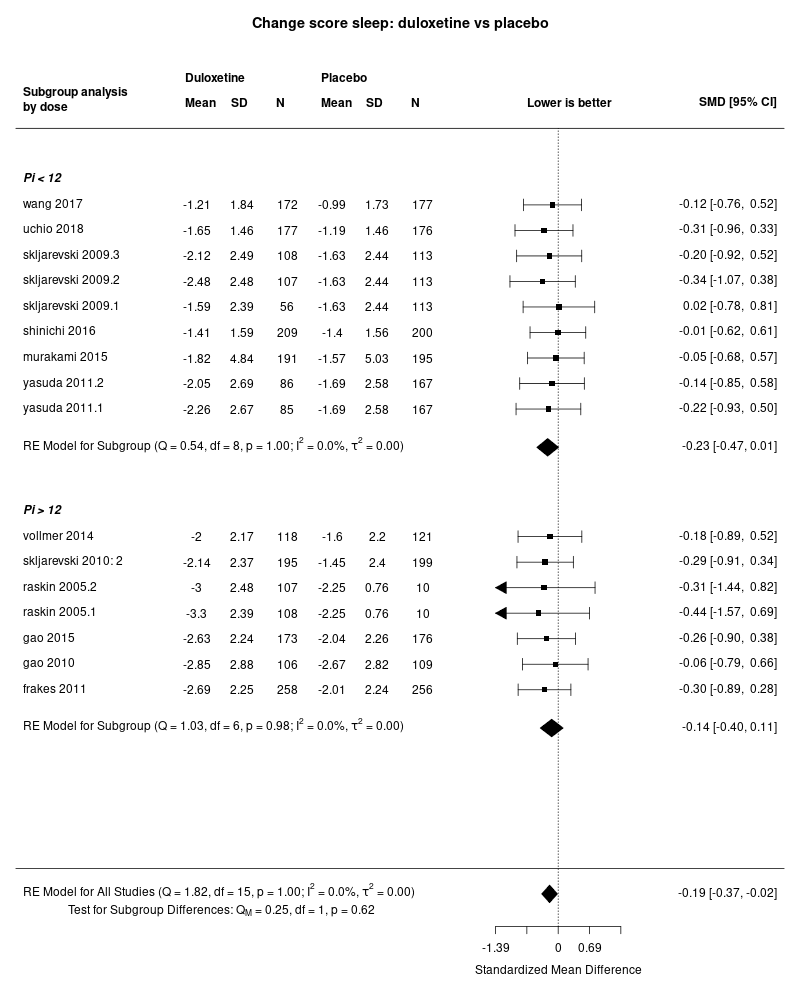 Change score sleep: duloxetine vs placebo
Duloxetine Placebo
Subgroup analysis
by dose
Mean SD N Mean SD N Lower is better SMD [95% CI]
Pi < 12
wang 2017 -1.21 1.84 172 -0.99 1.73 177 -0.12 [-0.76, 0.52]
uchio 2018 -1.65 1.46 177 -1.19 1.46 176 -0.31 [-0.96, 0.33]
skljarevski 2009.3 -2.12 2.49 108 -1.63 2.44 113 -0.20 [-0.92, 0.52]
skljarevski 2009.2 -2.48 2.48 107 -1.63 2.44 113 -0.34 [-1.07, 0.38]
skljarevski 2009.1 -1.59 2.39 56 -1.63 2.44 113 0.02 [-0.78, 0.81]
shinichi 2016 -1.41 1.59 209 -1.4 1.56 200 -0.01 [-0.62, 0.61]
murakami 2015 -1.82 4.84 191 -1.57 5.03 195 -0.05 [-0.68, 0.57]
yasuda 2011.2 -2.05 2.69 86 -1.69 2.58 167 -0.14 [-0.85, 0.58]
yasuda 2011.1 -2.26 2.67 85 -1.69 2.58 167 -0.22 [-0.93, 0.50]
RE Model for Subgroup (Q = 0.54, df = 8, p = 1.00; I² = 0.0%, τ² = 0.00) -0.23 [-0.47, 0.01]
Pi > 12
vollmer 2014 -2 2.17 118 -1.6 2.2 121 -0.18 [-0.89, 0.52]
skljarevski 2010: 2 -2.14 2.37 195 -1.45 2.4 199 -0.29 [-0.91, 0.34]
raskin 2005.2 -3 2.48 107 -2.25 0.76 10 -0.31 [-1.44, 0.82]
raskin 2005.1 -3.3 2.39 108 -2.25 0.76 10 -0.44 [-1.57, 0.69]
gao 2015 -2.63 2.24 173 -2.04 2.26 176 -0.26 [-0.90, 0.38]
gao 2010 -2.85 2.88 106 -2.67 2.82 109 -0.06 [-0.79, 0.66]
frakes 2011 -2.69 2.25 258 -2.01 2.24 256 -0.30 [-0.89, 0.28]
RE Model for Subgroup (Q = 1.03, df = 6, p = 0.98; I² = 0.0%, τ² = 0.00) -0.14 [-0.40, 0.11]
RE Model for All Studies (Q = 1.82, df = 15, p = 1.00; I² = 0.0%, τ² = 0.00) -0.19 [-0.37, -0.02]
Test for Subgroup Differences: Q_M = 0.25, df = 1, p = 0.62
-1.39 0 0.69
Standardized Mean Difference